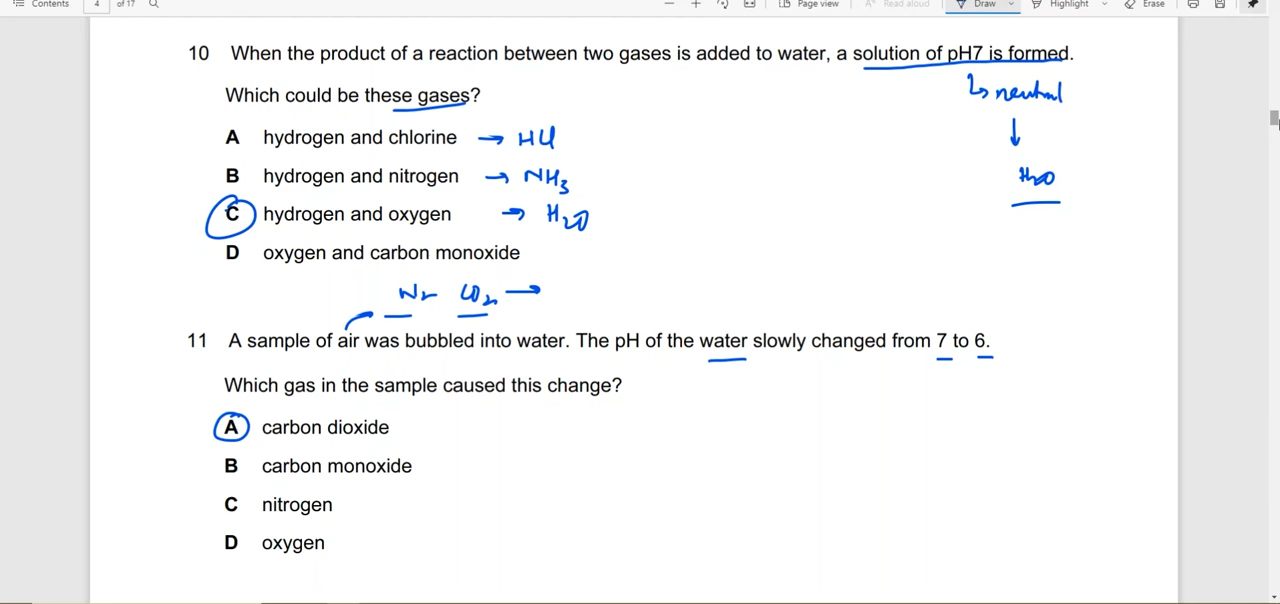 Contents 4 of 17 Page view Read aloud Draw Highlight Erase
10 When the product of a reaction between two gases is added to water, a solution of pH7 is formed.
↳ neutral
Which could be these gases?
↓
A hydrogen and chlorine → HCl
B hydrogen and nitrogen → NH₃
H₂O
C hydrogen and oxygen → H₂O
D oxygen and carbon monoxide
N₂ CO₂ →
11 A sample of air was bubbled into water. The pH of the water slowly changed from 7 to 6.
Which gas in the sample caused this change?
A carbon dioxide
B carbon monoxide
C nitrogen
D oxygen